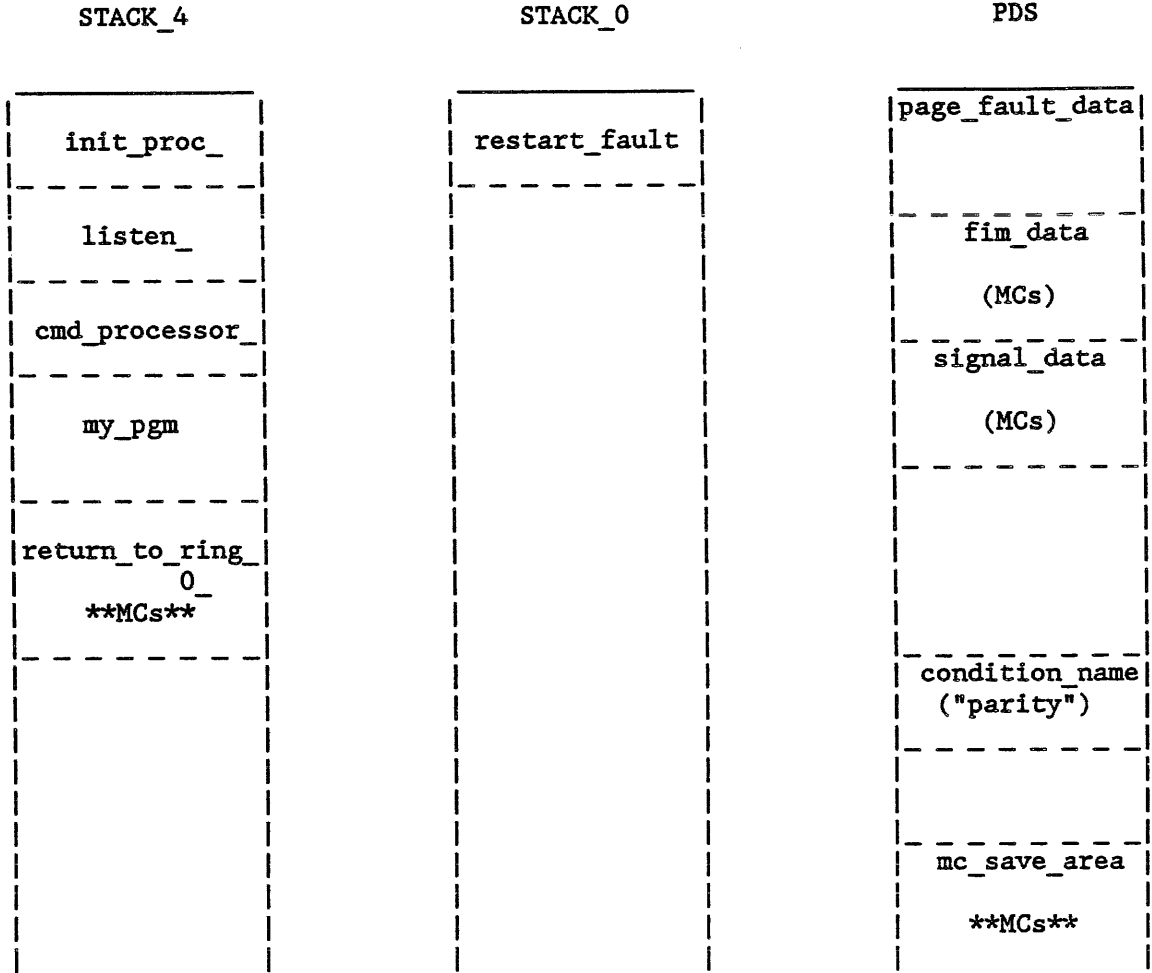 STACK_4
STACK_0
PDS
init_proc_
listen_
cmd_processor_
my_pgm
return_to_ring_
0_
**MCs**
restart_fault
page_fault_data
fim_data
(MCs)
signal_data
(MCs)
condition_name
("parity")
mc_save_area
**MCs**